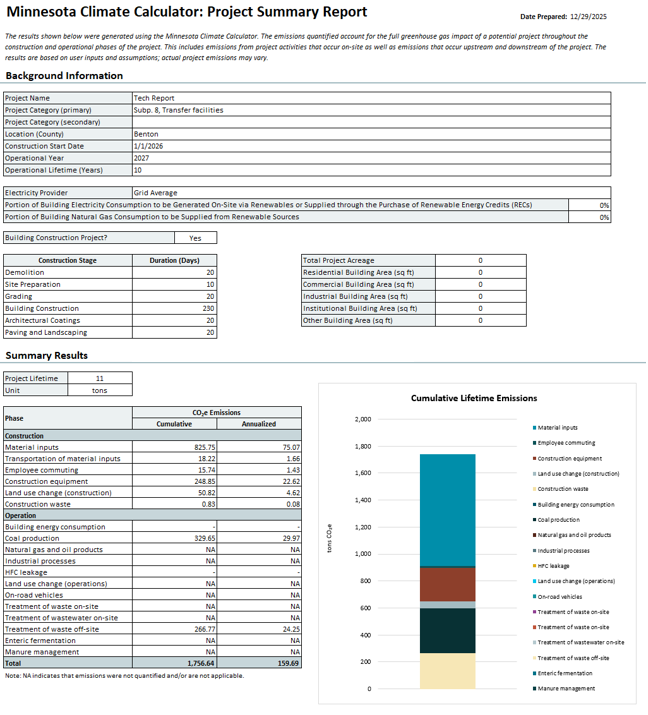 Minnesota Climate Calculator: Project Summary Report
Date Prepared: 12/29/2025
The results shown below were generated using the Minnesota Climate Calculator. The emissions quantified account for the full greenhouse gas impact of a potential project throughout the
construction and operational phases of the project. This includes emissions from project activities that occur on-site as well as emissions that occur upstream and downstream of the project. The
results are based on user inputs and assumptions; actual project emissions may vary.
Background Information
Project Name Tech Report
Project Category (primary) Subp. 8, Transfer facilities
Project Category (secondary)
Location (County) Benton
Construction Start Date 1/1/2026
Operational Year 2027
Operational Lifetime (Years) 10
Electricity Provider Grid Average
Portion of Building Electricity Consumption to be Generated On-Site via Renewables or Supplied through the Purchase of Renewable Energy Credits (RECs) 0%
Portion of Building Natural Gas Consumption to be Supplied from Renewable Sources 0%
Building Construction Project? Yes
Construction Stage Duration (Days)
Demolition 20
Site Preparation 10
Grading 20
Building Construction 230
Architectural Coatings 20
Paving and Landscaping 20
Total Project Acreage 0
Residential Building Area (sq ft) 0
Commercial Building Area (sq ft) 0
Industrial Building Area (sq ft) 0
Institutional Building Area (sq ft) 0
Other Building Area (sq ft) 0
Summary Results
Project Lifetime 11
Unit tons
Phase CO₂e Emissions
Cumulative Annualized
Construction
Material inputs 825.75 75.07
Transportation of material inputs 18.22 1.66
Employee commuting 15.74 1.43
Construction equipment 248.85 22.62
Land use change (construction) 50.82 4.62
Construction waste 0.83 0.08
Operation
Building energy consumption - -
Coal production 329.65 29.97
Natural gas and oil products NA NA
Industrial processes NA NA
HFC leakage - -
Land use change (operations) NA NA
On-road vehicles NA NA
Treatment of waste on-site NA NA
Treatment of wastewater on-site NA NA
Treatment of waste off-site 266.77 24.25
Enteric fermentation NA NA
Manure management NA NA
Total 1,756.64 159.69
Note: NA indicates that emissions were not quantified and/or are not applicable.
Cumulative Lifetime Emissions
tons CO₂e
2,000
1,800
1,600
1,400
1,200
1,000
800
600
400
200
0
Material inputs
Employee commuting
Construction equipment
Land use change (construction)
Construction waste
Building energy consumption
Coal production
Natural gas and oil products
Industrial processes
HFC leakage
Land use change (operations)
On-road vehicles
Treatment of waste on-site
Treatment of waste on-site
Treatment of wastewater on-site
Treatment of waste off-site
Enteric fermentation
Manure management